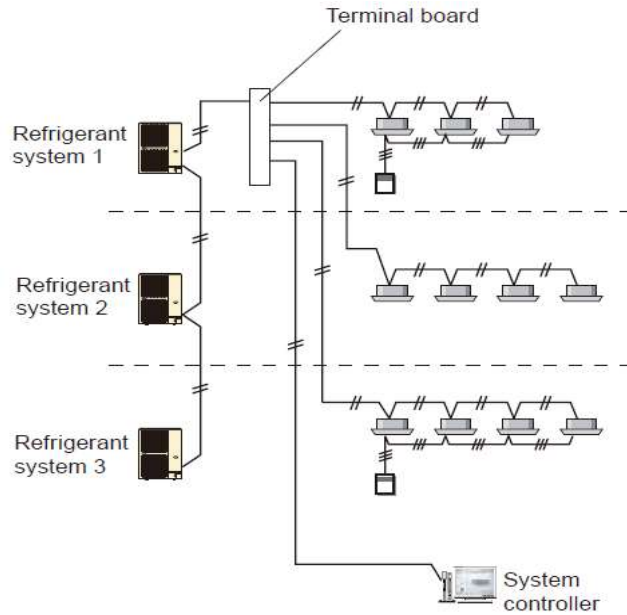 Terminal board
Refrigerant
system 1
Refrigerant
system 2
Refrigerant
system 3
System
controller